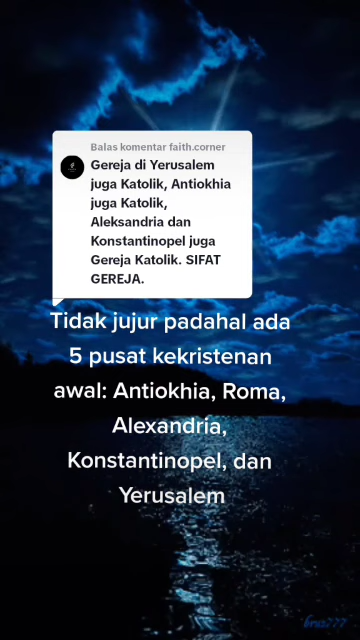 Balas komentar faith.corner
Gereja di Yerusalem
juga Katolik, Antiokhia
juga Katolik,
Aleksandria dan
Konstantinopel juga
Gereja Katolik. SIFAT
GEREJA.
Tidak jujur padahal ada
5 pusat kekristenan
awal: Antiokhia, Roma,
Alexandria,
Konstantinopel, dan
Yerusalem